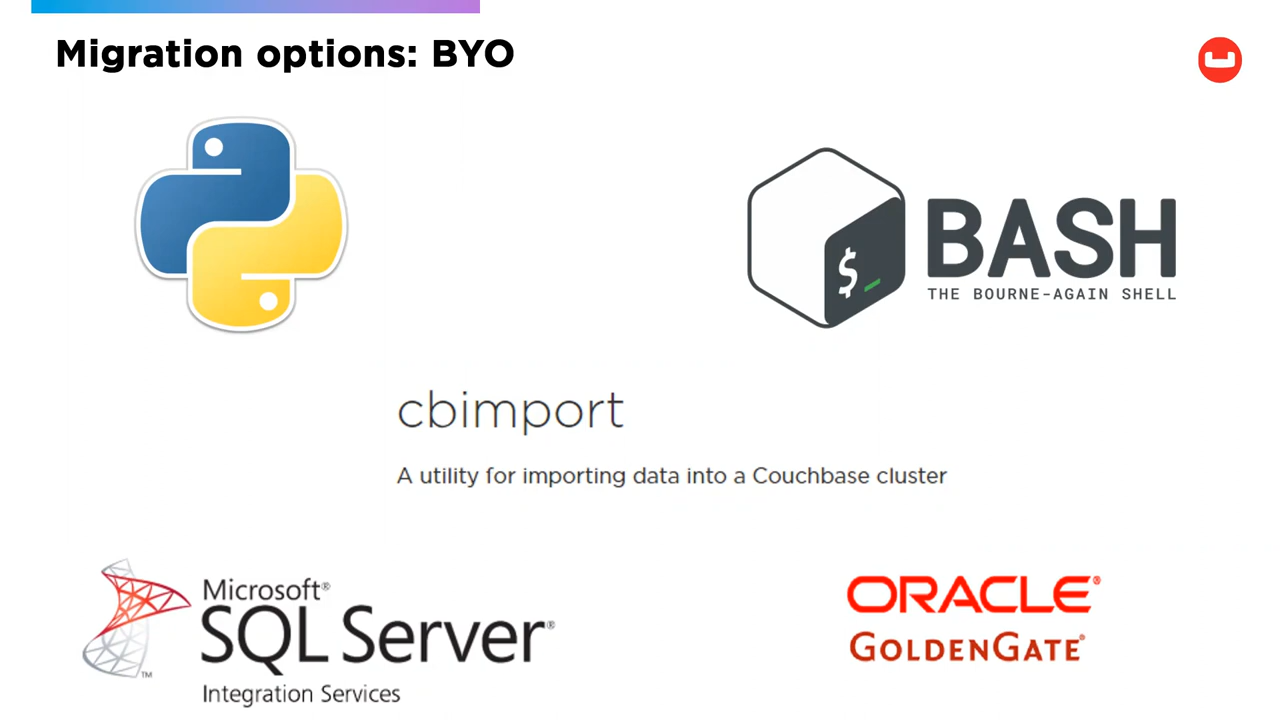 Migration options: BYO
$_
BASH
THE BOURNE-AGAIN SHELL
cbimport
A utility for importing data into a Couchbase cluster
Microsoft®
SQL Server®
TM
Integration Services
ORACLE®
GOLDENGATE®